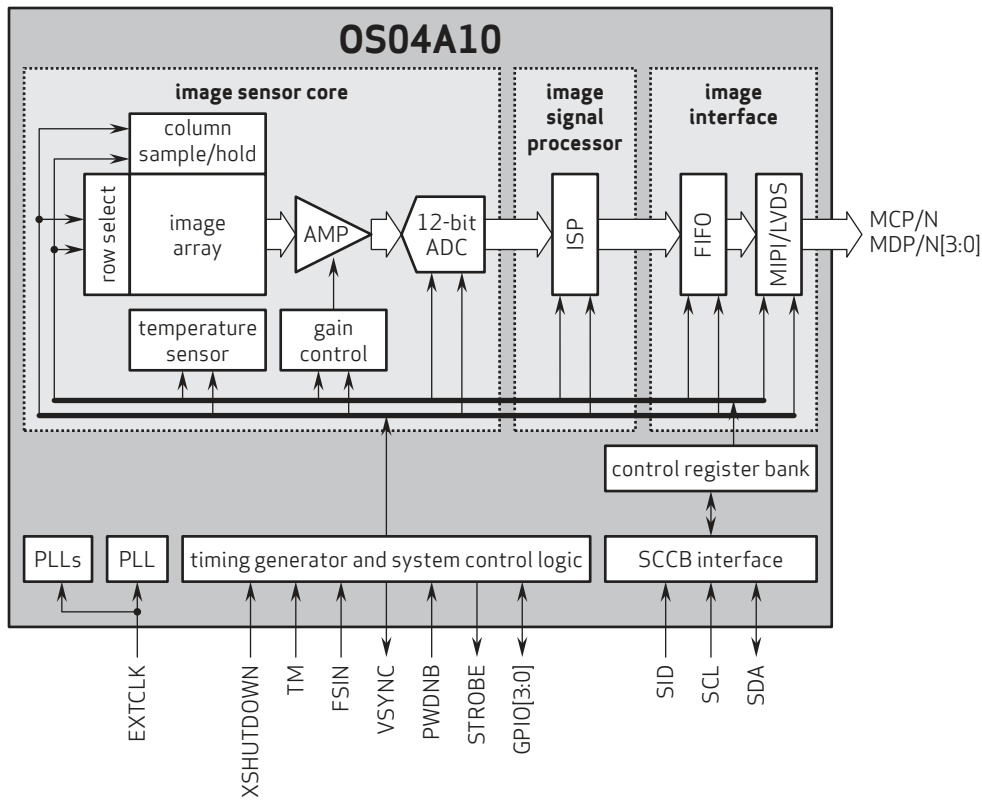 OS04A10
image sensor core
image
signal
processor
image
interface
column
sample/hold
row select
image
array
AMP
12-bit
ADC
ISP
FIFO
MIPI/LVDS
MCP/N
MDP/N[3:0]
temperature
sensor
gain
control
control register bank
PLLs
PLL
timing generator and system control logic
SCCB interface
EXTCLK
XSHUTDOWN
TM
FSIN
VSYNC
PWDNB
STROBE
GPIO[3:0]
SID
SCL
SDA